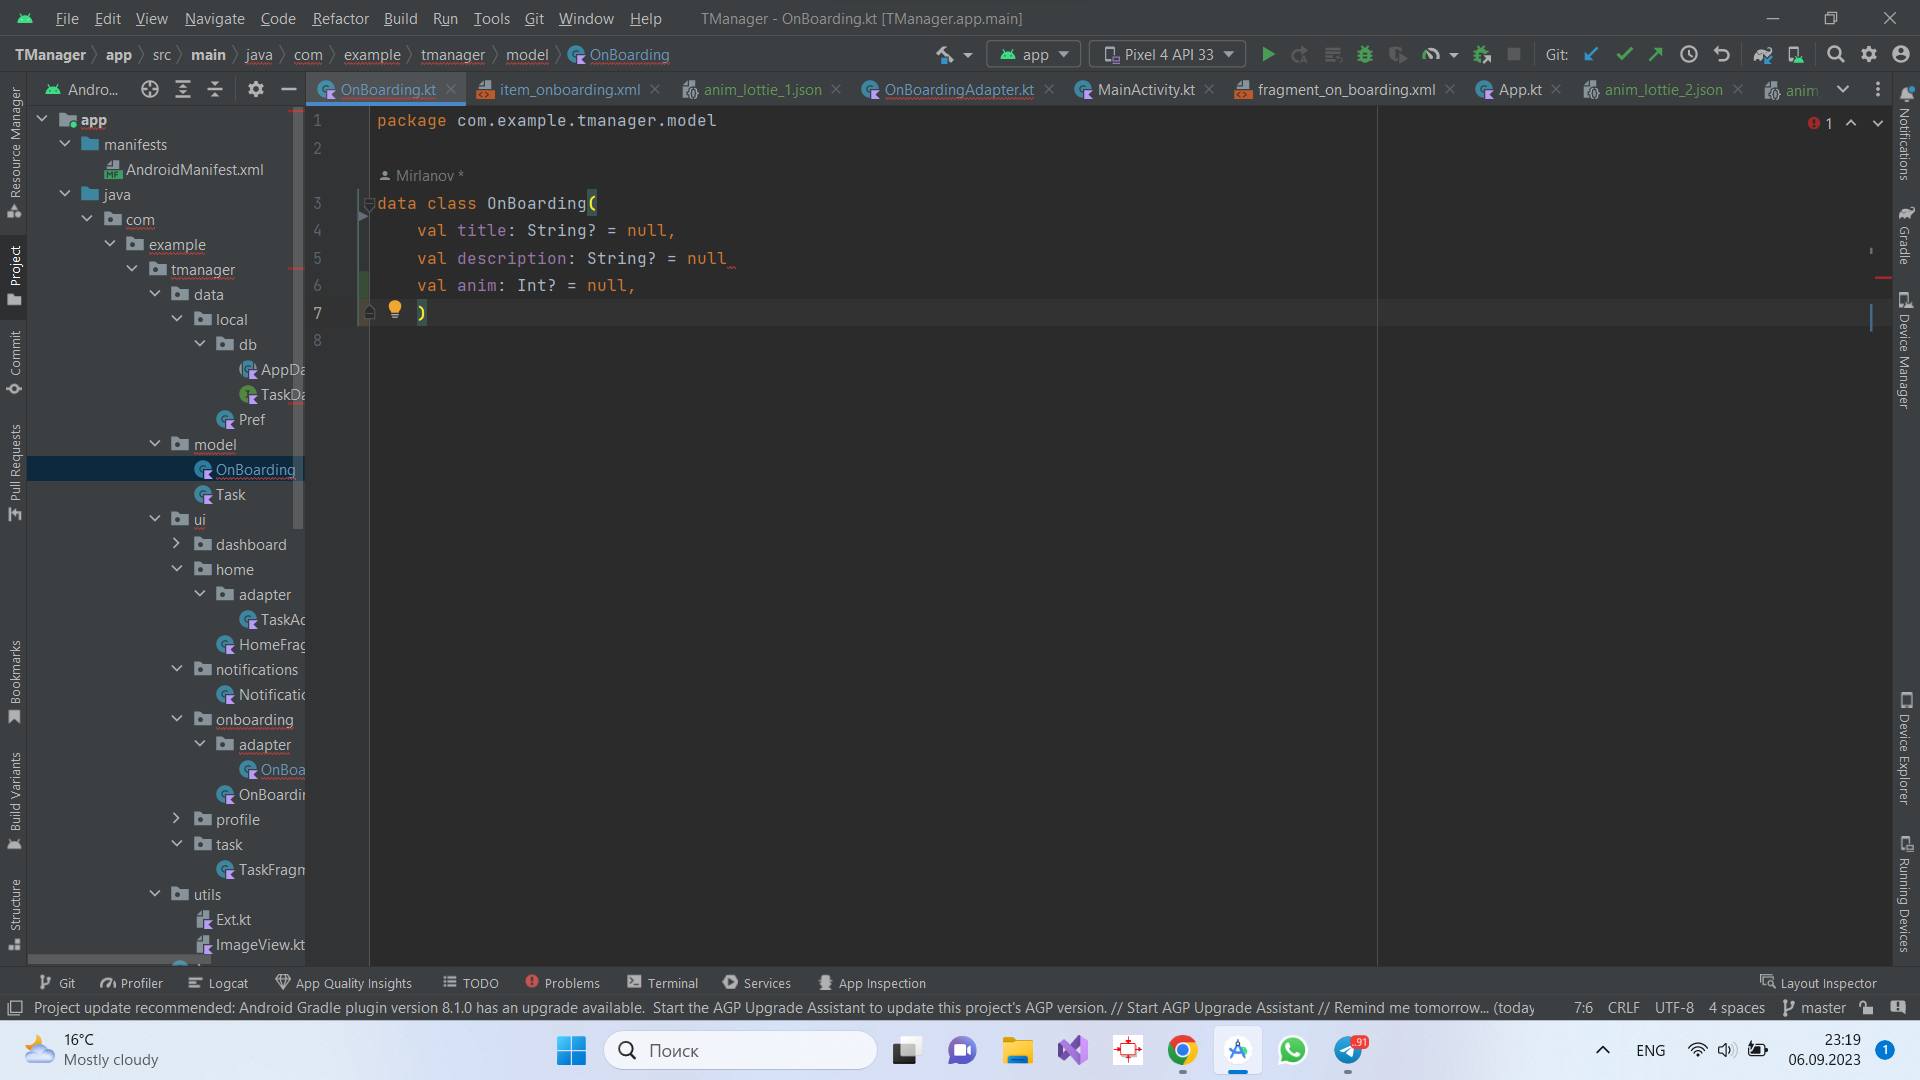 File Edit View Navigate Code Refactor Build Run Tools Git Window Help TManager - OnBoarding.kt [TManager.app.main]
TManager app src main java com example tmanager model OnBoarding app Pixel 4 API 33 Git:
Andro... OnBoarding.kt item_onboarding.xml anim_lottie_1.json OnBoardingAdapter.kt MainActivity.kt fragment_on_boarding.xml App.kt anim_lottie_2.json anim
Resource Manager
Project
Commit
Pull Requests
Bookmarks
Build Variants
Structure
app
manifests
AndroidManifest.xml
java
com
example
tmanager
data
local
db
AppDa
TaskDa
Pref
model
OnBoarding
Task
ui
dashboard
home
adapter
TaskAd
HomeFrag
notifications
Notificatio
onboarding
adapter
OnBoa
OnBoardin
profile
task
TaskFragm
utils
Ext.kt
ImageView.kt
1 package com.example.tmanager.model
2
Mirlanov *
3 data class OnBoarding(
4 val title: String? = null,
5 val description: String? = null
6 val anim: Int? = null,
7 )
8
1
Notifications
Gradle
Device Manager
Device Explorer
Running Devices
Git Profiler Logcat App Quality Insights TODO Problems Terminal Services App Inspection Layout Inspector
Project update recommended: Android Gradle plugin version 8.1.0 has an upgrade available. Start the AGP Upgrade Assistant to update this project's AGP version. // Start AGP Upgrade Assistant // Remind me tomorrow... (today 7:6 CRLF UTF-8 4 spaces master
16°C
Mostly cloudy
Поиск
91
ENG
23:19
06.09.2023
1